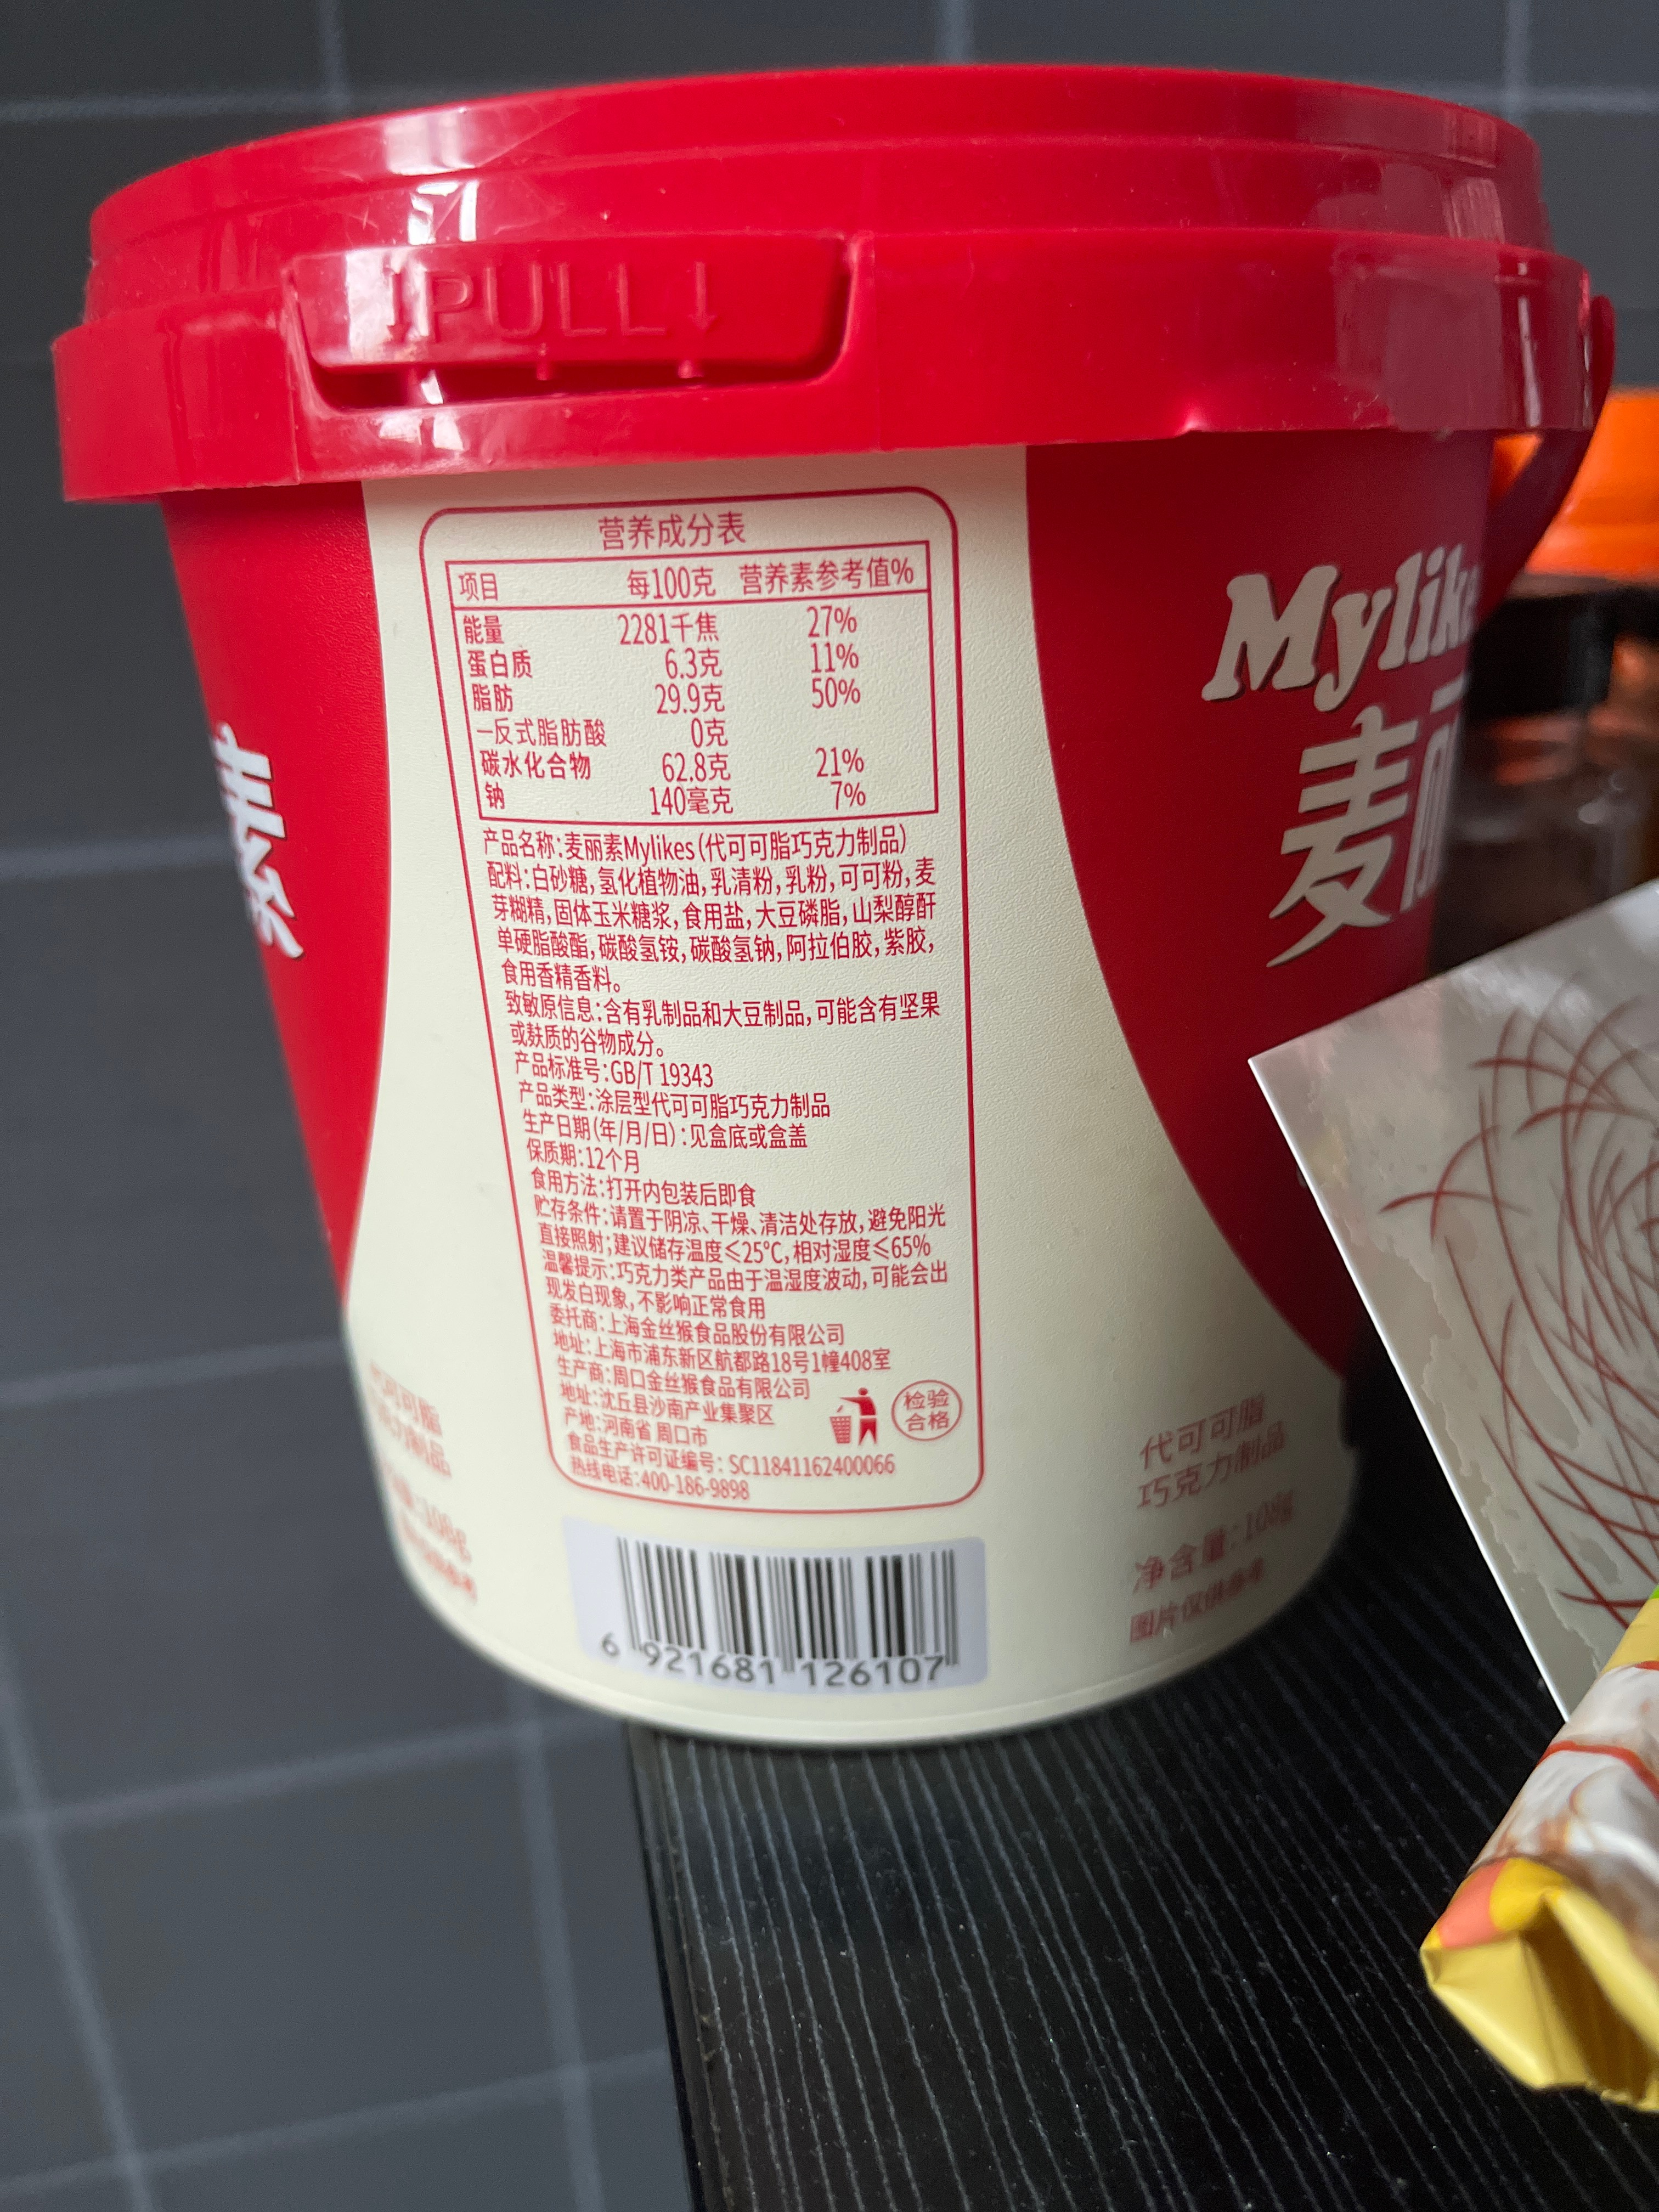 PULL
营养成分表
项目 每100克 营养素参考值%
能量 2281千焦 27%
蛋白质 6.3克 11%
脂肪 29.9克 50%
-反式脂肪酸 0克
碳水化合物 62.8克 21%
钠 140毫克 7%
产品名称:麦丽素Mylikes(代可可脂巧克力制品)
配料:白砂糖,氢化植物油,乳清粉,乳粉,可可粉,麦
芽糊精,固体玉米糖浆,食用盐,大豆磷脂,山梨醇酐
单硬脂酸酯,碳酸氢铵,碳酸氢钠,阿拉伯胶,紫胶,
食用香精香料。
致敏原信息:含有乳制品和大豆制品,可能含有坚果
或麸质的谷物成分。
产品标准号:GB/T 19343
产品类型:涂层型代可可脂巧克力制品
生产日期(年/月/日):见盒底或盒盖
保质期:12个月
食用方法:打开内包装后即食
贮存条件:请置于阴凉、干燥、清洁处存放,避免阳光
直接照射;建议储存温度≤25℃,相对湿度≤65%
温馨提示:巧克力类产品由于温湿度波动,可能会出
现发白现象,不影响正常食用
委托商:上海金丝猴食品股份有限公司
地址:上海市浦东新区航都路18号1幢408室
生产商:周口金丝猴食品有限公司
地址:沈丘县沙南产业集聚区
产地:河南省 周口市
食品生产许可证编号: SC11841162400066
热线电话:400-186-9898
检验
合格
6 921681 126107
Mylike
麦丽
代可可脂
巧克力制品
净含量:108g
图片仅供参考
素